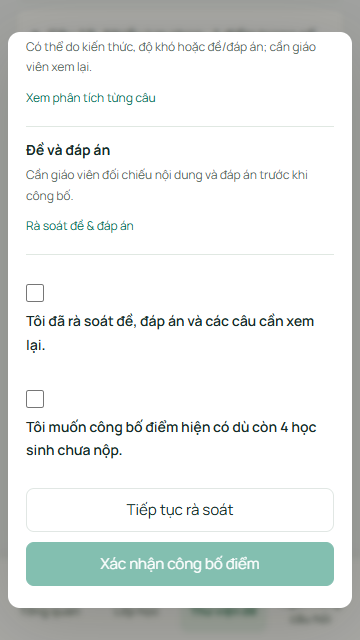 Có thể do kiến thức, độ khó hoặc đề/đáp án; cần giáo
viên xem lại.
Xem phân tích từng câu
Đề và đáp án
Cần giáo viên đối chiếu nội dung và đáp án trước khi
công bố.
Rà soát đề & đáp án
Tôi đã rà soát đề, đáp án và các câu cần xem
lại.
Tôi muốn công bố điểm hiện có dù còn 4 học
sinh chưa nộp.
Tiếp tục rà soát
Xác nhận công bố điểm